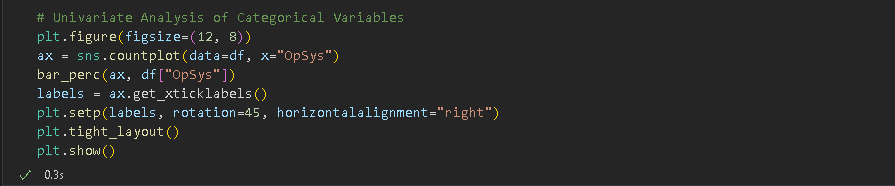 # Univariate Analysis of Categorical Variables
plt.figure(figsize=(12, 8))
ax = sns.countplot(data=df, x="OpSys")
bar_perc(ax, df["OpSys"])
labels = ax.get_xticklabels()
plt.setp(labels, rotation=45, horizontalalignment="right")
plt.tight_layout()
plt.show()
0.3s